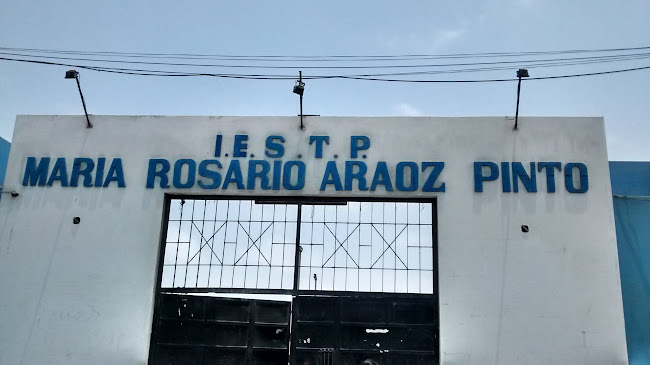 I.E.S.T.P.
MARIA ROSARIO ARAOZ PINTO